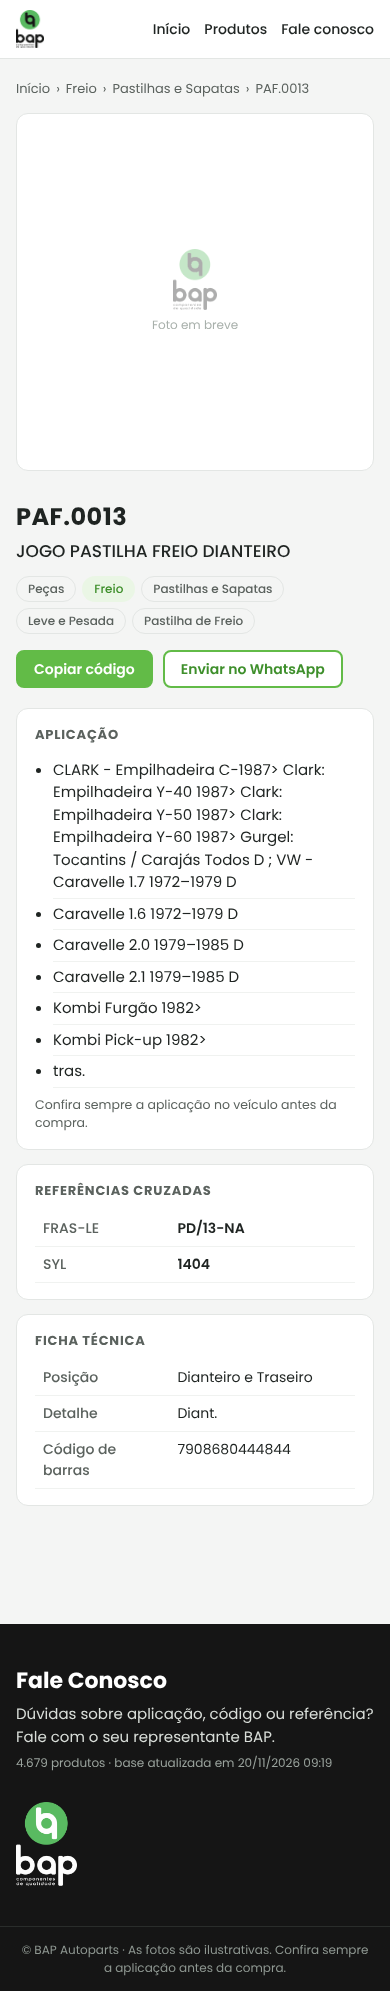 bap
Início Produtos Fale conosco
Início › Freio › Pastilhas e Sapatas › PAF.0013
bap
componentes
de qualidade
Foto em breve
PAF.0013
JOGO PASTILHA FREIO DIANTEIRO
Peças Freio Pastilhas e Sapatas
Leve e Pesada Pastilha de Freio
Copiar código Enviar no WhatsApp
APLICAÇÃO
• CLARK - Empilhadeira C-1987> Clark:
Empilhadeira Y-40 1987> Clark:
Empilhadeira Y-50 1987> Clark:
Empilhadeira Y-60 1987> Gurgel:
Tocantins / Carajás Todos D ; VW -
Caravelle 1.7 1972–1979 D
• Caravelle 1.6 1972–1979 D
• Caravelle 2.0 1979–1985 D
• Caravelle 2.1 1979–1985 D
• Kombi Furgão 1982>
• Kombi Pick-up 1982>
• tras.
Confira sempre a aplicação no veículo antes da
compra.
REFERÊNCIAS CRUZADAS
FRAS-LE PD/13-NA
SYL 1404
FICHA TÉCNICA
Posição Dianteiro e Traseiro
Detalhe Diant.
Código de barras 7908680444844
Fale Conosco
Dúvidas sobre aplicação, código ou referência?
Fale com o seu representante BAP.
4.679 produtos · base atualizada em 20/11/2026 09:19
bap
componentes
de qualidade
© BAP Autoparts · As fotos são ilustrativas. Confira sempre
a aplicação antes da compra.